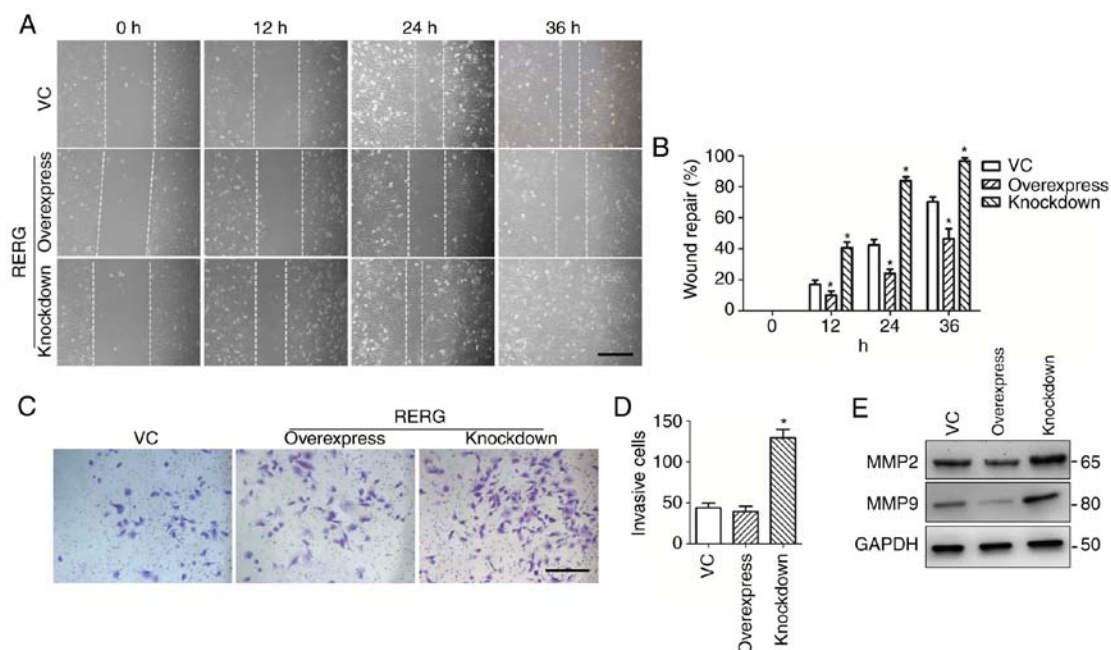 A
0 h 12 h 24 h 36 h
VC
RERG
Overexpress
Knockdown
B
Wound repair (%)
100
80
60
40
20
0
0 12 24 36
h
VC
Overexpress
Knockdown
* * * * * *
C
RERG
VC Overexpress Knockdown
D
Invasive cells
150
100
50
0
*
VC Overexpress Knockdown
E
VC Overexpress Knockdown
MMP2 65
MMP9 80
GAPDH 50